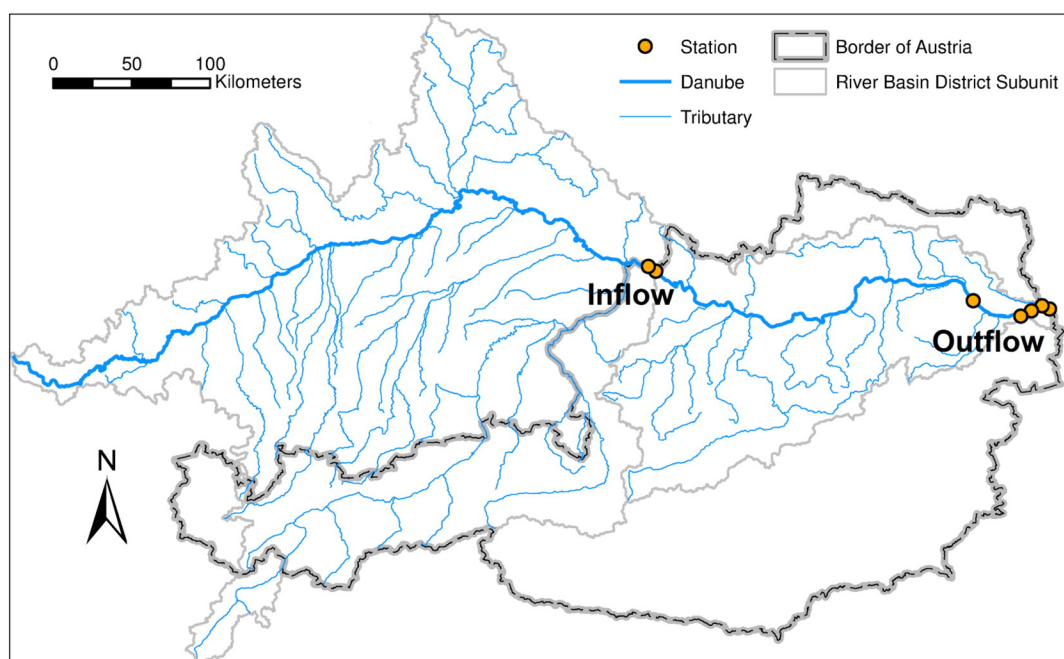 0 50 100
Kilometers
Station
Danube
Tributary
Border of Austria
River Basin District Subunit
Inflow
Outflow
N